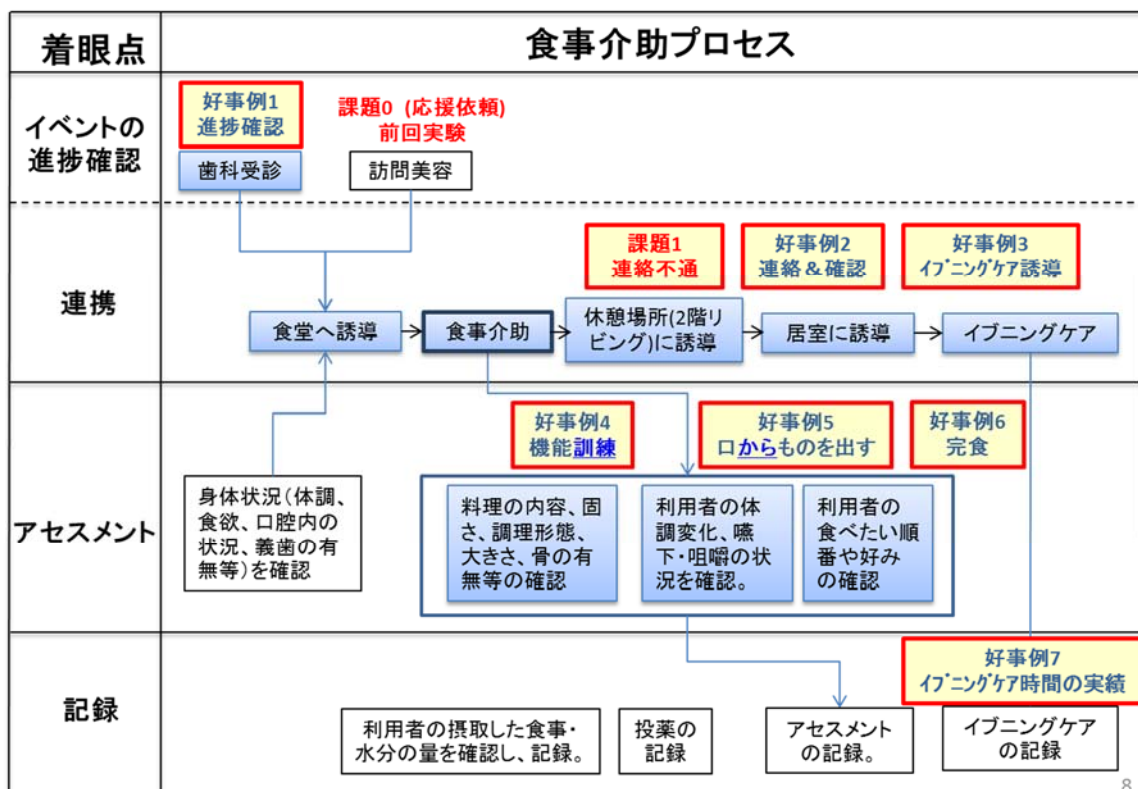 着眼点
食事介助プロセス
イベントの
進捗確認
好事例1
進捗確認
歯科受診
課題0 (応援依頼)
前回実験
訪問美容
連携
課題1
連絡不通
好事例2
連絡＆確認
好事例3
ｲﾌﾞﾆﾝｸﾞｹｱ誘導
食堂へ誘導
食事介助
休憩場所(2階リ
ビング)に誘導
居室に誘導
イブニングケア
アセスメント
好事例4
機能訓練
好事例5
口からものを出す
好事例6
完食
身体状況(体調、
食欲、口腔内の
状況、義歯の有
無等)を確認
料理の内容、固
さ、調理形態、
大きさ、骨の有
無等の確認
利用者の体
調変化、嚥
下・咀嚼の状
況を確認。
利用者の
食べたい順
番や好み
の確認
記録
好事例7
ｲﾌﾞﾆﾝｸﾞｹｱ時間の実績
利用者の摂取した食事・
水分の量を確認し、記録。
投薬の
記録
アセスメント
の記録。
イブニングケア
の記録
8